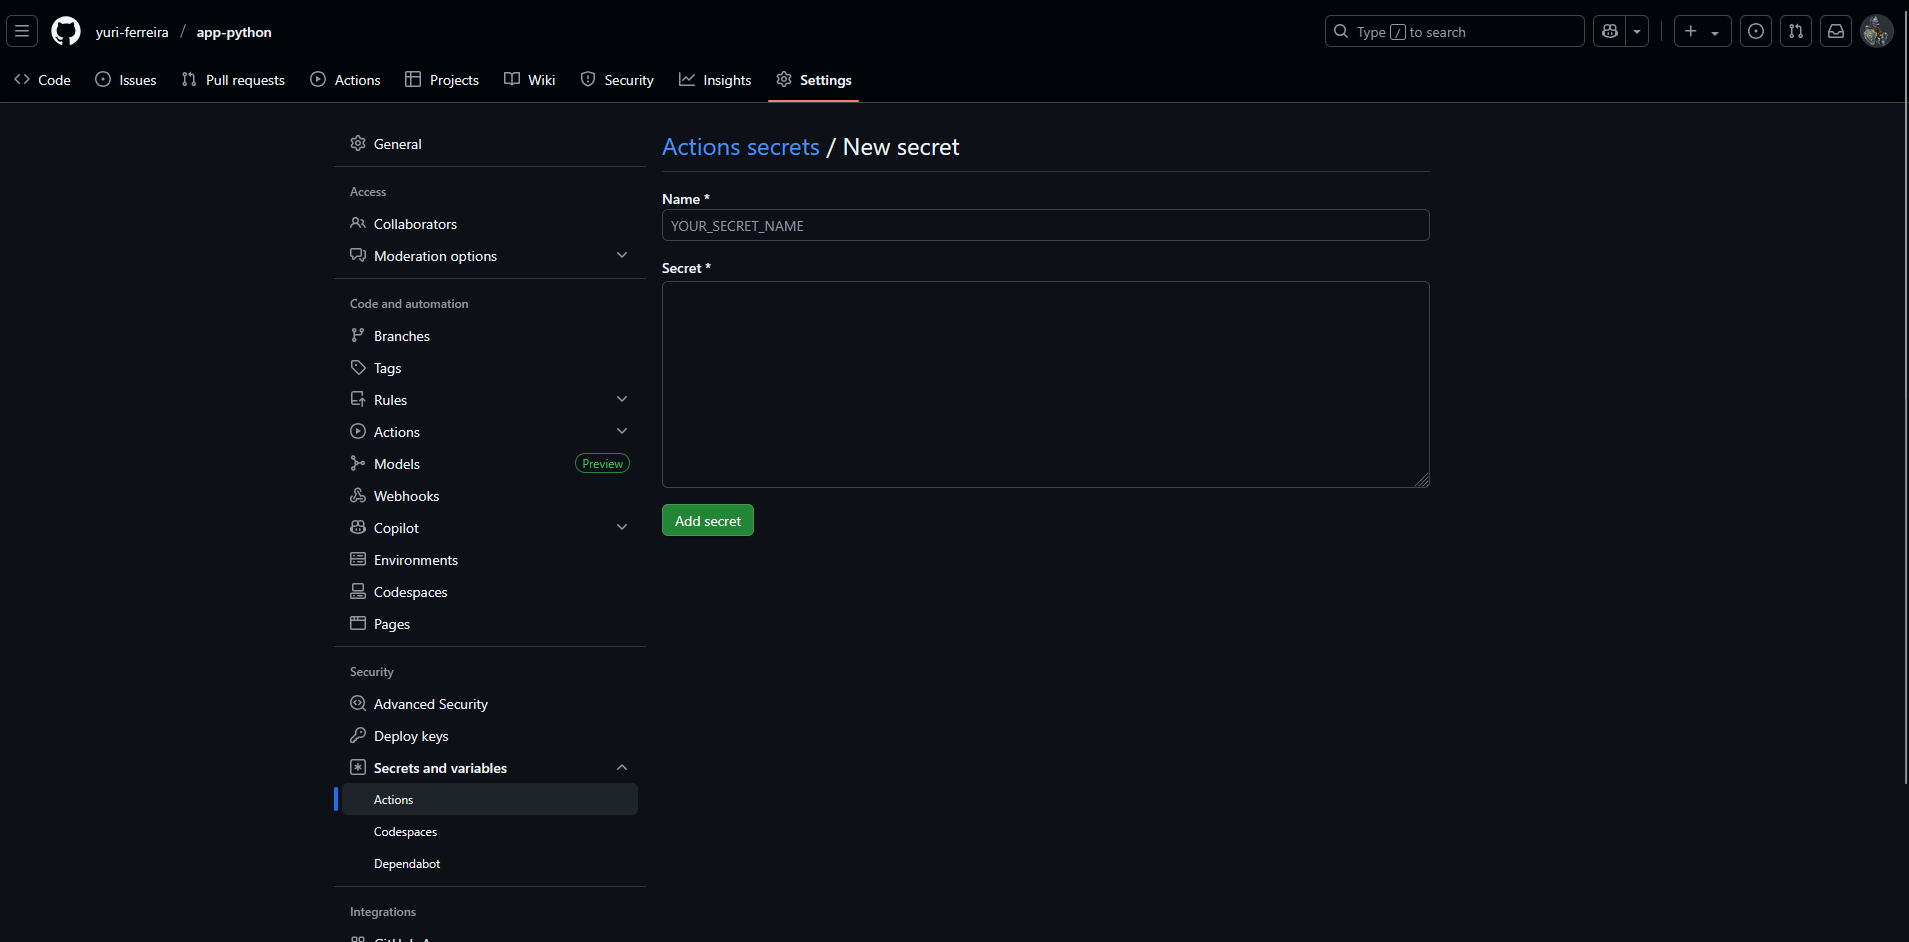 yuri-ferreira / app-python
Type / to search
Code
Issues
Pull requests
Actions
Projects
Wiki
Security
Insights
Settings
General
Access
Collaborators
Moderation options
Code and automation
Branches
Tags
Rules
Actions
Models
Preview
Webhooks
Copilot
Environments
Codespaces
Pages
Security
Advanced Security
Deploy keys
Secrets and variables
Actions
Codespaces
Dependabot
Integrations
Actions secrets / New secret
Name *
YOUR_SECRET_NAME
Secret *
Add secret